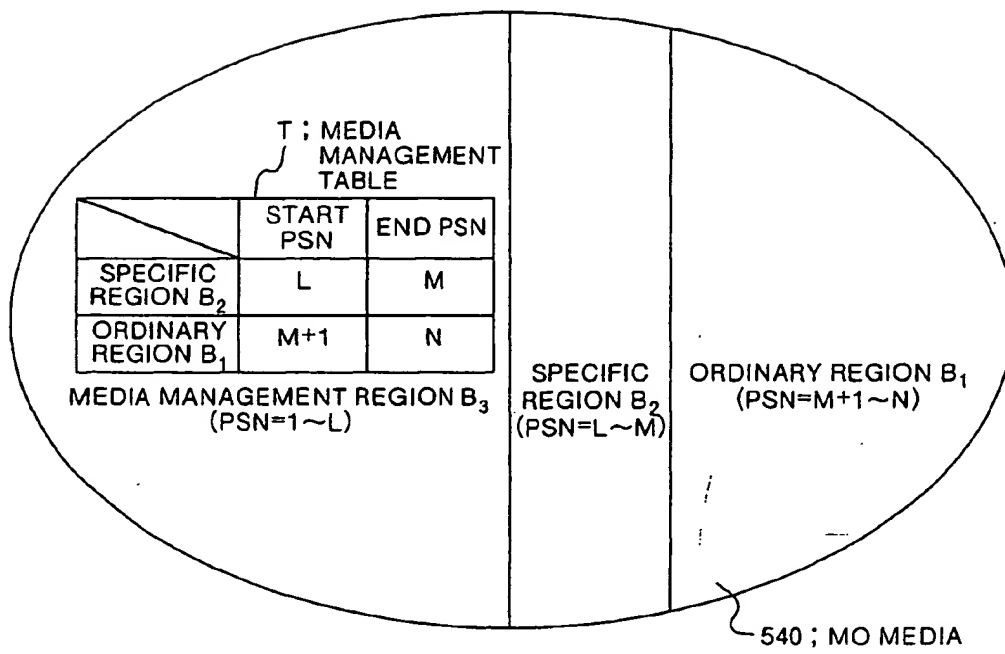 T ; MEDIA
MANAGEMENT
TABLE
START
PSN
END PSN
SPECIFIC
REGION B₂
L
M
ORDINARY
REGION B₁
M+1
N
MEDIA MANAGEMENT REGION B₃
(PSN=1~L)
SPECIFIC
REGION B₂
(PSN=L~M)
ORDINARY REGION B₁
(PSN=M+1~N)
540 ; MO MEDIA